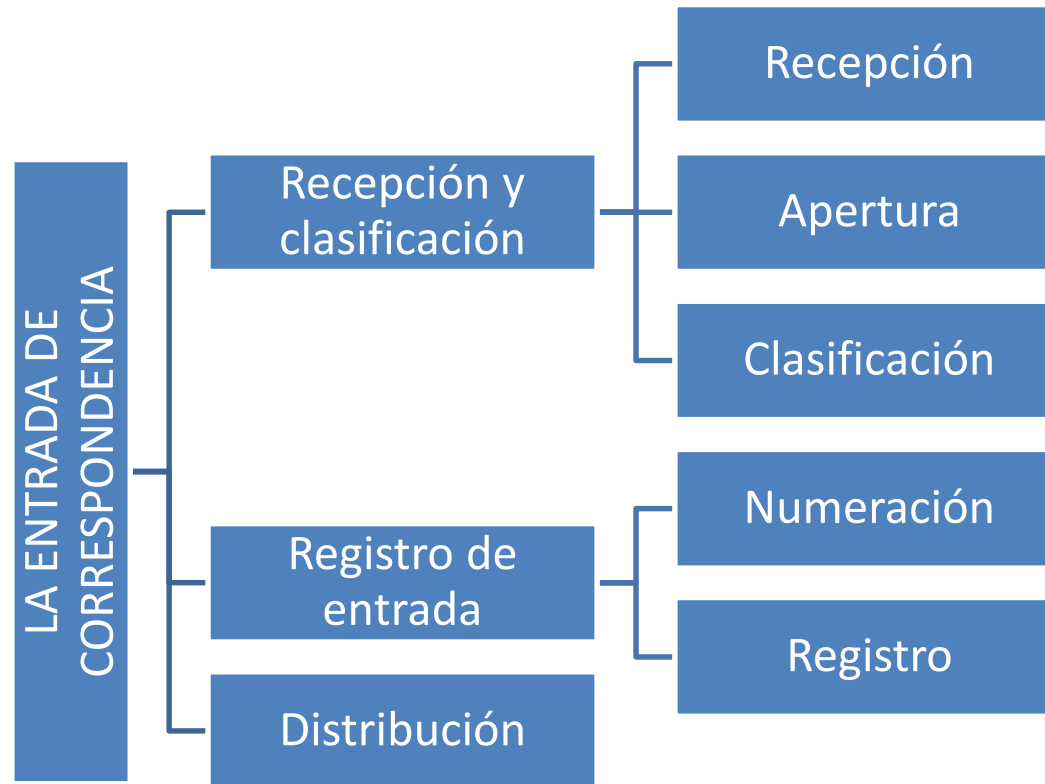 LA ENTRADA DE
CORRESPONDENCIA
Recepción y
clasificación
Recepción
Apertura
Clasificación
Registro de
entrada
Numeración
Registro
Distribución